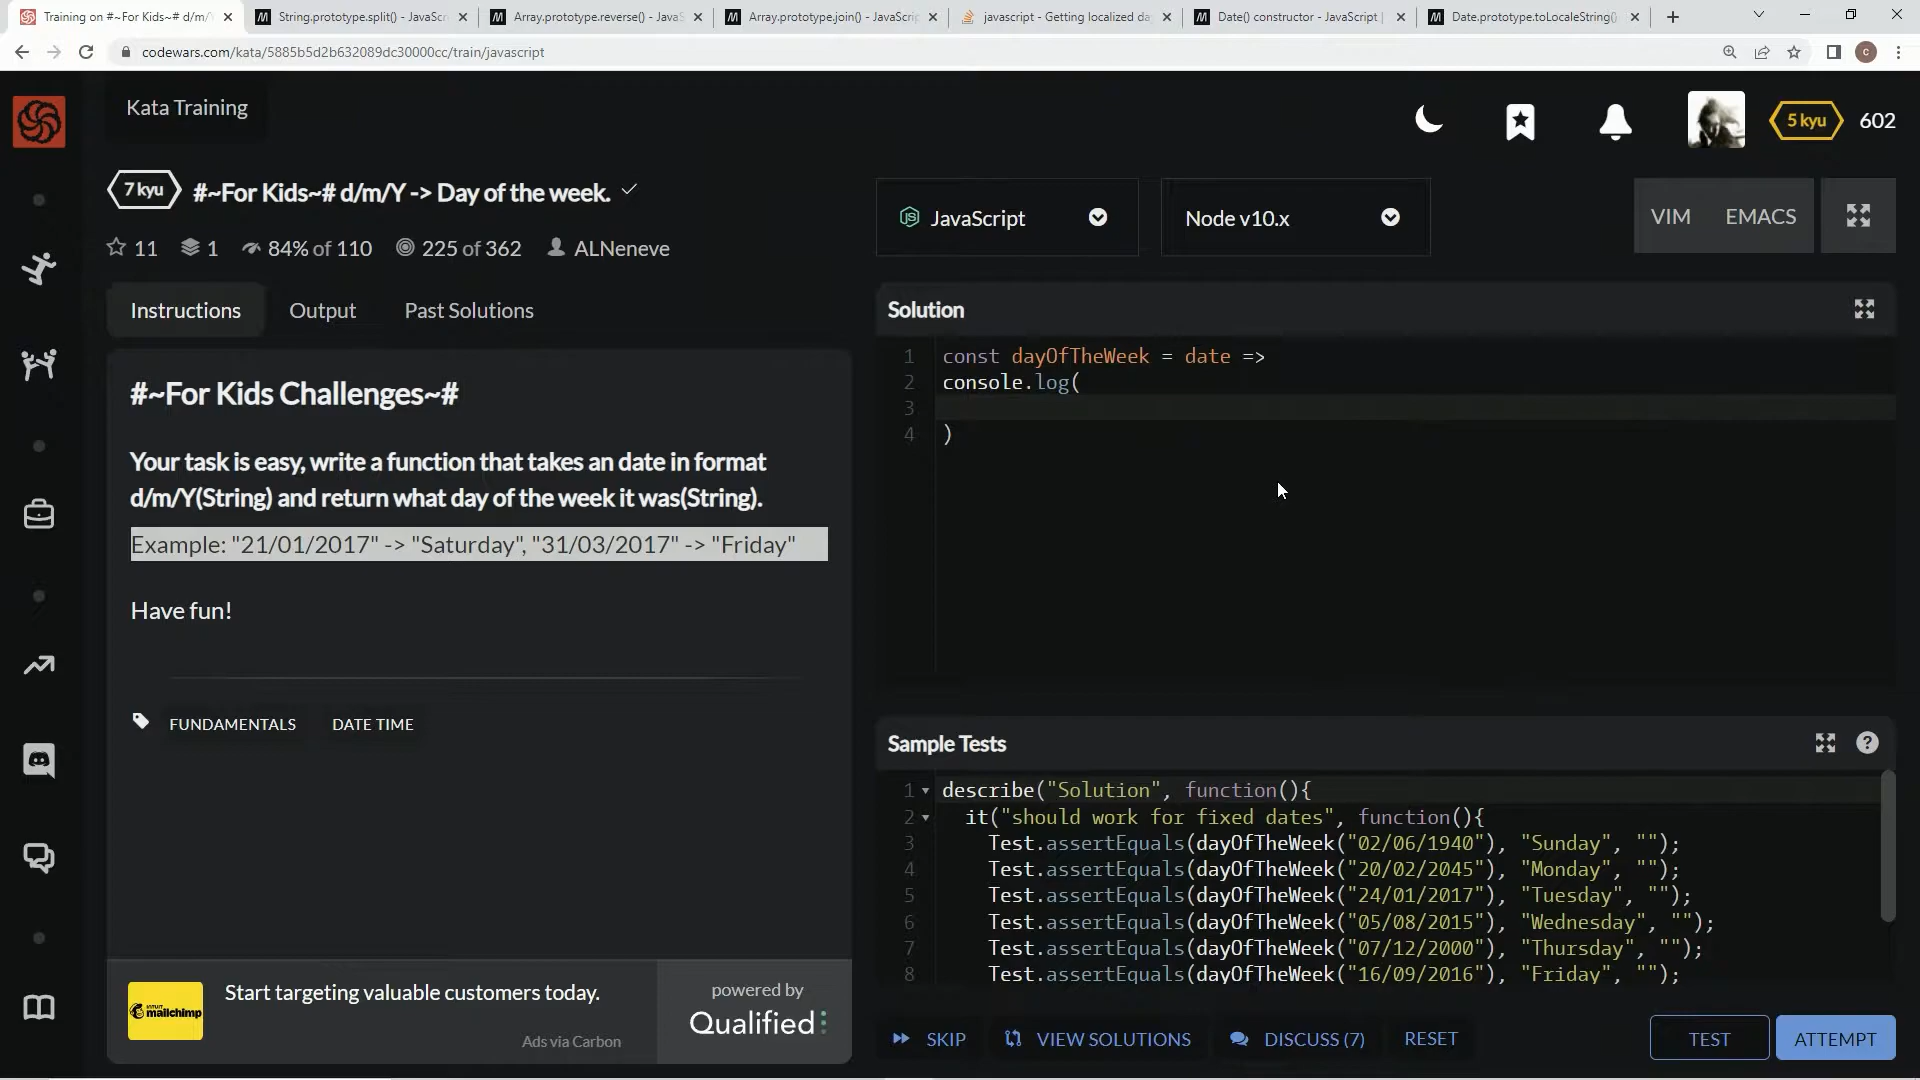 Training on #~For Kids~# d/m/Y
String.prototype.split() - JavaScr
Array.prototype.reverse() - JavaS
Array.prototype.join() - JavaScrip
javascript - Getting localized da
Date() constructor - JavaScript |
Date.prototype.toLocaleString()
codewars.com/kata/5885b5d2b632089dc30000cc/train/javascript
C
Kata Training
5 kyu
602
7 kyu
#~For Kids~# d/m/Y -> Day of the week.
11
1
84% of 110
225 of 362
ALNeneve
JavaScript
Node v10.x
VIM
EMACS
Instructions
Output
Past Solutions
#~For Kids Challenges~#
Your task is easy, write a function that takes an date in format
d/m/Y(String) and return what day of the week it was(String).
Example: "21/01/2017" -> "Saturday", "31/03/2017" -> "Friday"
Have fun!
FUNDAMENTALS
DATE TIME
intuit mailchimp
Start targeting valuable customers today.
Ads via Carbon
powered by
Qualified
Solution
1 const dayOfTheWeek = date =>
2 console.log(
3
4 )
Sample Tests
?
1 describe("Solution", function(){
2 it("should work for fixed dates", function(){
3 Test.assertEquals(dayOfTheWeek("02/06/1940"), "Sunday", "");
4 Test.assertEquals(dayOfTheWeek("20/02/2045"), "Monday", "");
5 Test.assertEquals(dayOfTheWeek("24/01/2017"), "Tuesday", "");
6 Test.assertEquals(dayOfTheWeek("05/08/2015"), "Wednesday", "");
7 Test.assertEquals(dayOfTheWeek("07/12/2000"), "Thursday", "");
8 Test.assertEquals(dayOfTheWeek("16/09/2016"), "Friday", "");
SKIP
VIEW SOLUTIONS
DISCUSS (7)
RESET
TEST
ATTEMPT